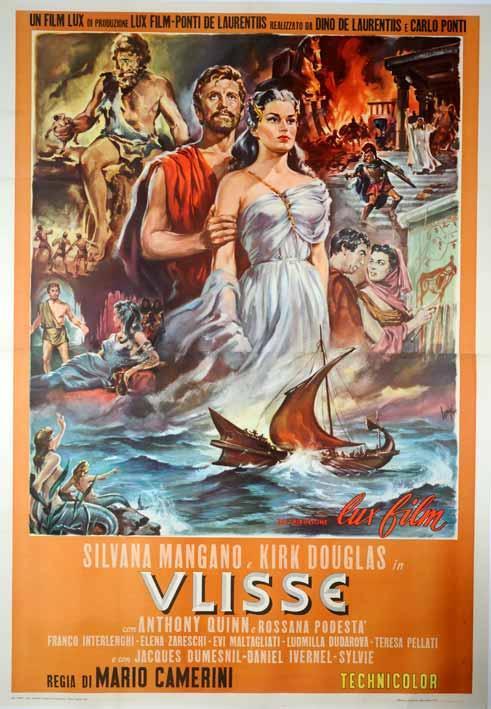 UN FILM LUX DI PRODUZIONE LUX FILM-PONTI DE LAURENTIIS REALIZZATO DA DINO DE LAURENTIIS E CARLO PONTI
DISTRIBUZIONE lux film
SILVANA MANGANO e KIRK DOUGLAS in
VLISSE
con ANTHONY QUINN e ROSSANA PODESTA'
FRANCO INTERLENGHI - ELENA ZARESCHI - EVI MALTAGLIATI - LUDMILLA DUDAROVA - TERESA PELLATI
e con JACQUES DUMESNIL - DANIEL IVERNEL - SYLVIE
REGIA DI MARIO CAMERINI
TECHNICOLOR